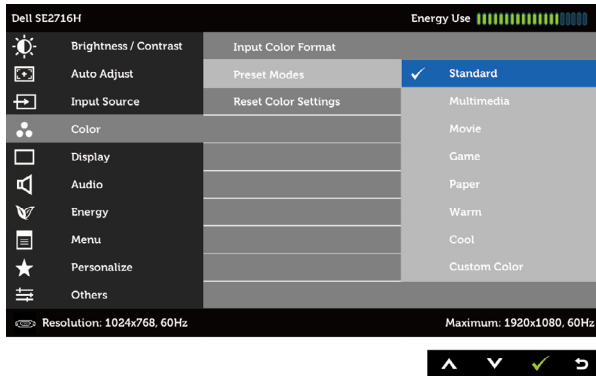 Dell SE2716H
Energy Use
Brightness / Contrast
Auto Adjust
Input Source
Color
Display
Audio
Energy
Menu
Personalize
Others
Input Color Format
Preset Modes
Reset Color Settings
Standard
Multimedia
Movie
Game
Paper
Warm
Cool
Custom Color
Resolution: 1024x768, 60Hz
Maximum: 1920x1080, 60Hz